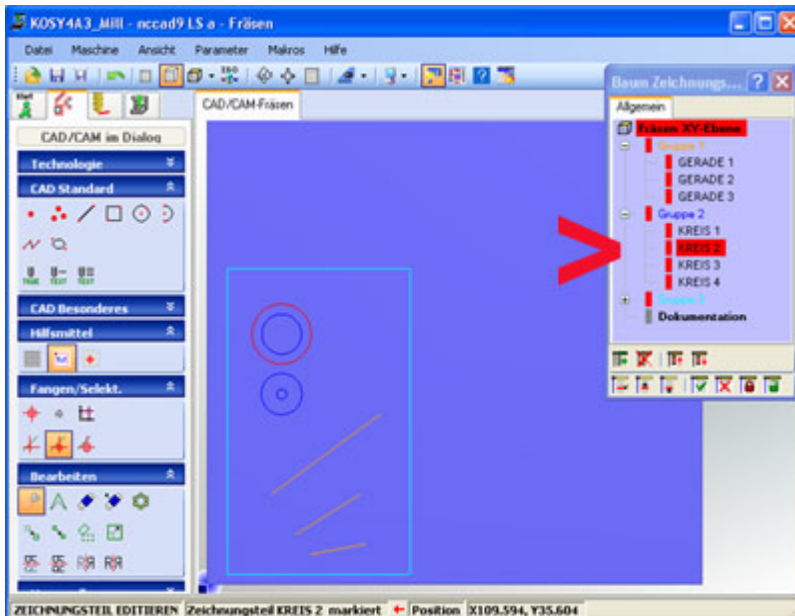 KOSY4A3_Mill - nccad9 LS a - Fräsen
Datei Maschine Ansicht Parameter Makros Hilfe
CAD/CAM-Fräsen
CAD/CAM im Dialog
Technologie
CAD Standard
CAD Besonderes
Hilfsmittel
Fangen/Selekt.
Bearbeiten
Baum Zeichnungs...
Allgemein
Fräsen XY-Ebene
Gruppe 1
GERADE 1
GERADE 2
GERADE 3
Gruppe 2
KREIS 1
KREIS 2
KREIS 3
KREIS 4
Gruppe 3
Dokumentation
ZEICHNUNGSTEIL EDITIEREN Zeichnungsteil KREIS 2 markiert Position X109.594, Y35.604